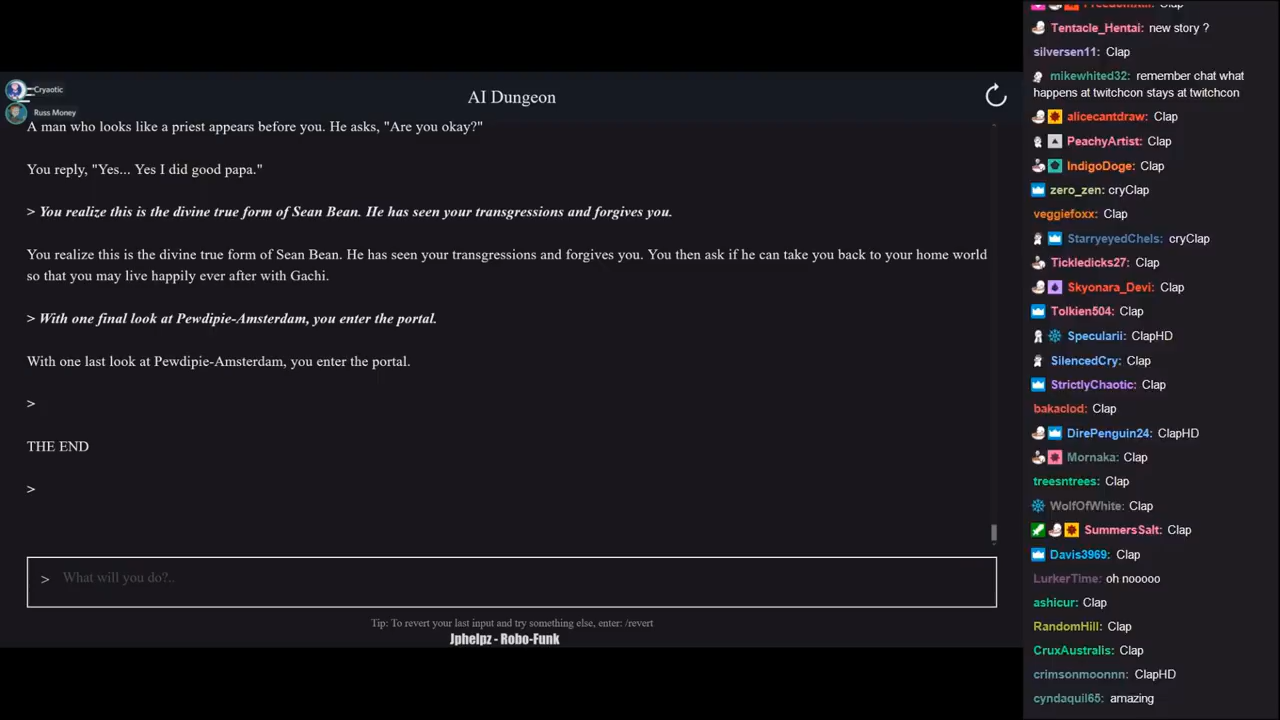 Cryaotic
Russ Money
AI Dungeon
A man who looks like a priest appears before you. He asks, "Are you okay?"
You reply, "Yes... Yes I did good papa."
> You realize this is the divine true form of Sean Bean. He has seen your transgressions and forgives you.
You realize this is the divine true form of Sean Bean. He has seen your transgressions and forgives you. You then ask if he can take you back to your home world
so that you may live happily ever after with Gachi.
> With one final look at Pewdipie-Amsterdam, you enter the portal.
With one last look at Pewdipie-Amsterdam, you enter the portal.
>
THE END
>
> What will you do?..
Tip: To revert your last input and try something else, enter: /revert
Jphelpz - Robo-Funk
Clap
Tentacle_Hentai: new story ?
silversen11: Clap
mikewhited32: remember chat what
happens at twitchcon stays at twitchcon
alicecantdraw: Clap
PeachyArtist: Clap
IndigoDoge: Clap
zero_zen: cryClap
veggiefoxx: Clap
StarryeyedChels: cryClap
Tickledicks27: Clap
Skyonara_Devi: Clap
Tolkien504: Clap
Specularii: ClapHD
SilencedCry: Clap
StrictlyChaotic: Clap
bakaclod: Clap
DirePenguin24: ClapHD
Mornaka: Clap
treesntrees: Clap
WolfOfWhite: Clap
SummersSalt: Clap
Davis3969: Clap
LurkerTime: oh nooooo
ashicur: Clap
RandomHill: Clap
CruxAustralis: Clap
crimsonmoonnn: ClapHD
cyndaquil65: amazing